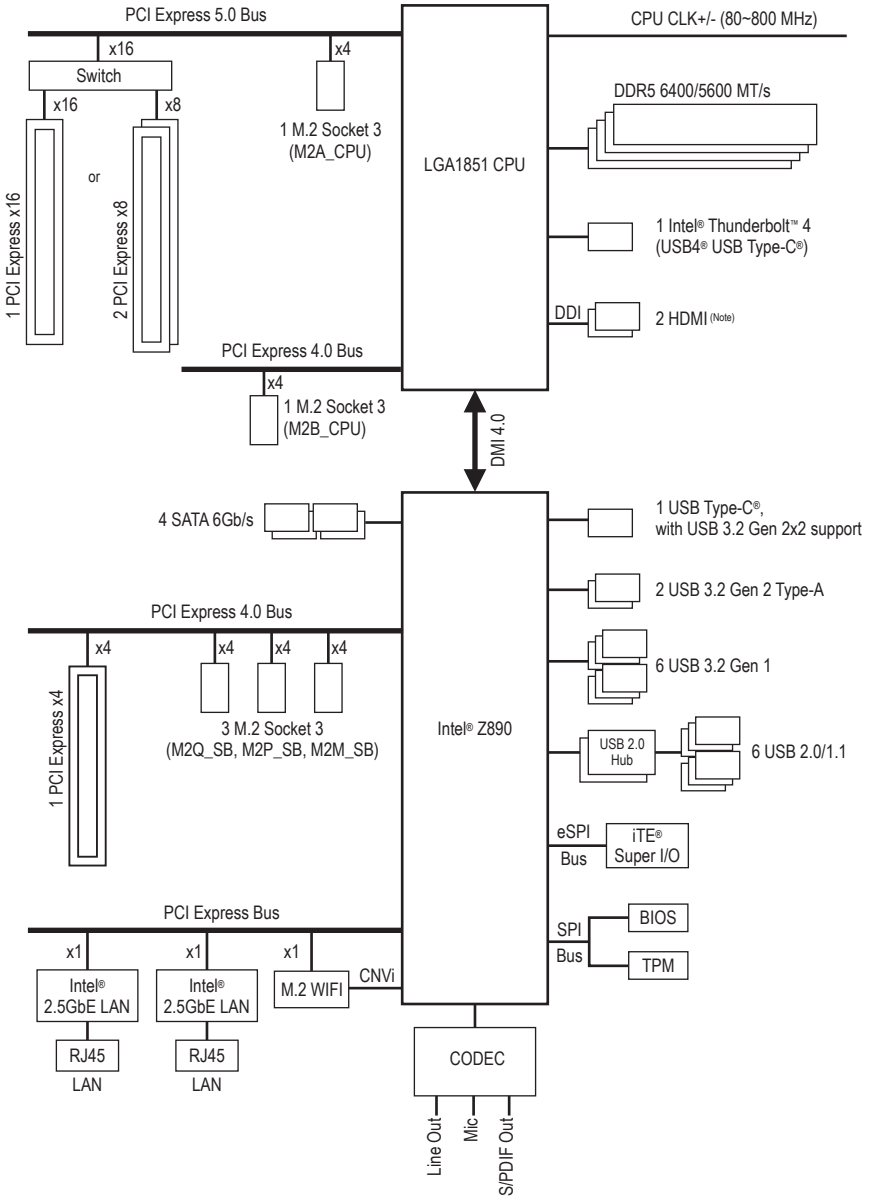 PCI Express 5.0 Bus
CPU CLK+/- (80~800 MHz)
x16
x4
Switch
x16
x8
DDR5 6400/5600 MT/s
1 M.2 Socket 3
(M2A_CPU)
LGA1851 CPU
or
1 PCI Express x16
2 PCI Express x8
1 Intel® Thunderbolt™ 4
(USB4® USB Type-C®)
DDI
2 HDMI (Note)
PCI Express 4.0 Bus
x4
1 M.2 Socket 3
(M2B_CPU)
DMI 4.0
4 SATA 6Gb/s
1 USB Type-C®,
with USB 3.2 Gen 2x2 support
2 USB 3.2 Gen 2 Type-A
PCI Express 4.0 Bus
x4
x4
x4
x4
6 USB 3.2 Gen 1
1 PCI Express x4
3 M.2 Socket 3
(M2Q_SB, M2P_SB, M2M_SB)
Intel® Z890
USB 2.0
Hub
6 USB 2.0/1.1
eSPI
Bus
iTE®
Super I/O
PCI Express Bus
BIOS
SPI
Bus
TPM
x1
x1
x1
Intel®
2.5GbE LAN
Intel®
2.5GbE LAN
M.2 WIFI
CNVi
RJ45
LAN
RJ45
LAN
CODEC
Line Out
Mic
S/PDIF Out